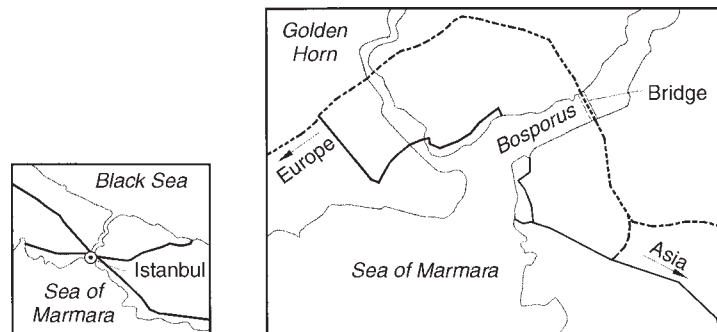 Black Sea
Istanbul
Sea of
Marmara
Golden
Horn
Bridge
Bosporus
Europe
Asia
Sea of Marmara